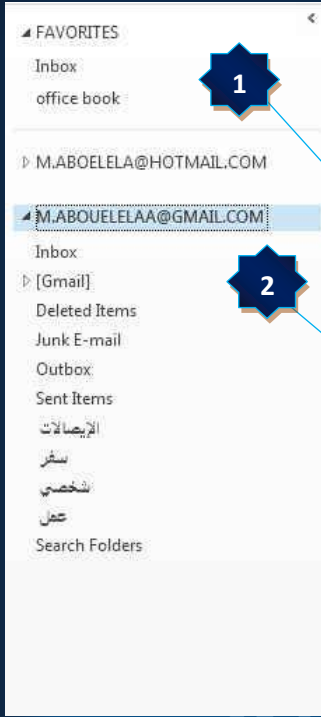 FAVORITES
Inbox
office book
1
M.ABOELELA@HOTMAIL.COM
M.ABOUELELAA@GMAIL.COM
Inbox
[Gmail]
2
Deleted Items
Junk E-mail
Outbox
Sent Items
الإيصالات
سفر
شخصي
عمل
Search Folders